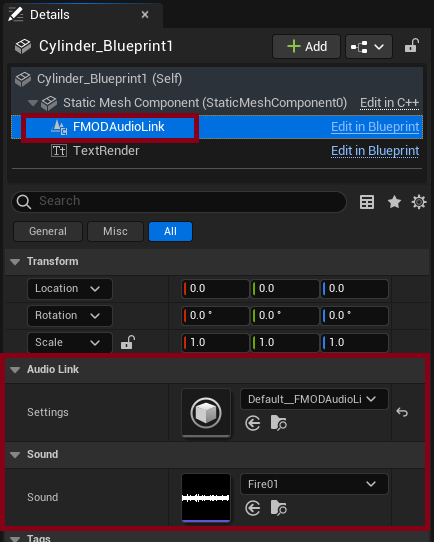 Details
Cylinder_Blueprint1
Add
Cylinder_Blueprint1 (Self)
Static Mesh Component (StaticMeshComponent0) Edit in C++
FMODAudioLink Edit in Blueprint
Tt TextRender Edit in Blueprint
Search
General Misc All
Transform
Location 0.0 0.0 0.0
Rotation 0.0 ° 0.0 ° 0.0 °
Scale 1.0 1.0 1.0
Audio Link
Settings Default__FMODAudioLi
Sound
Sound Fire01
Tags